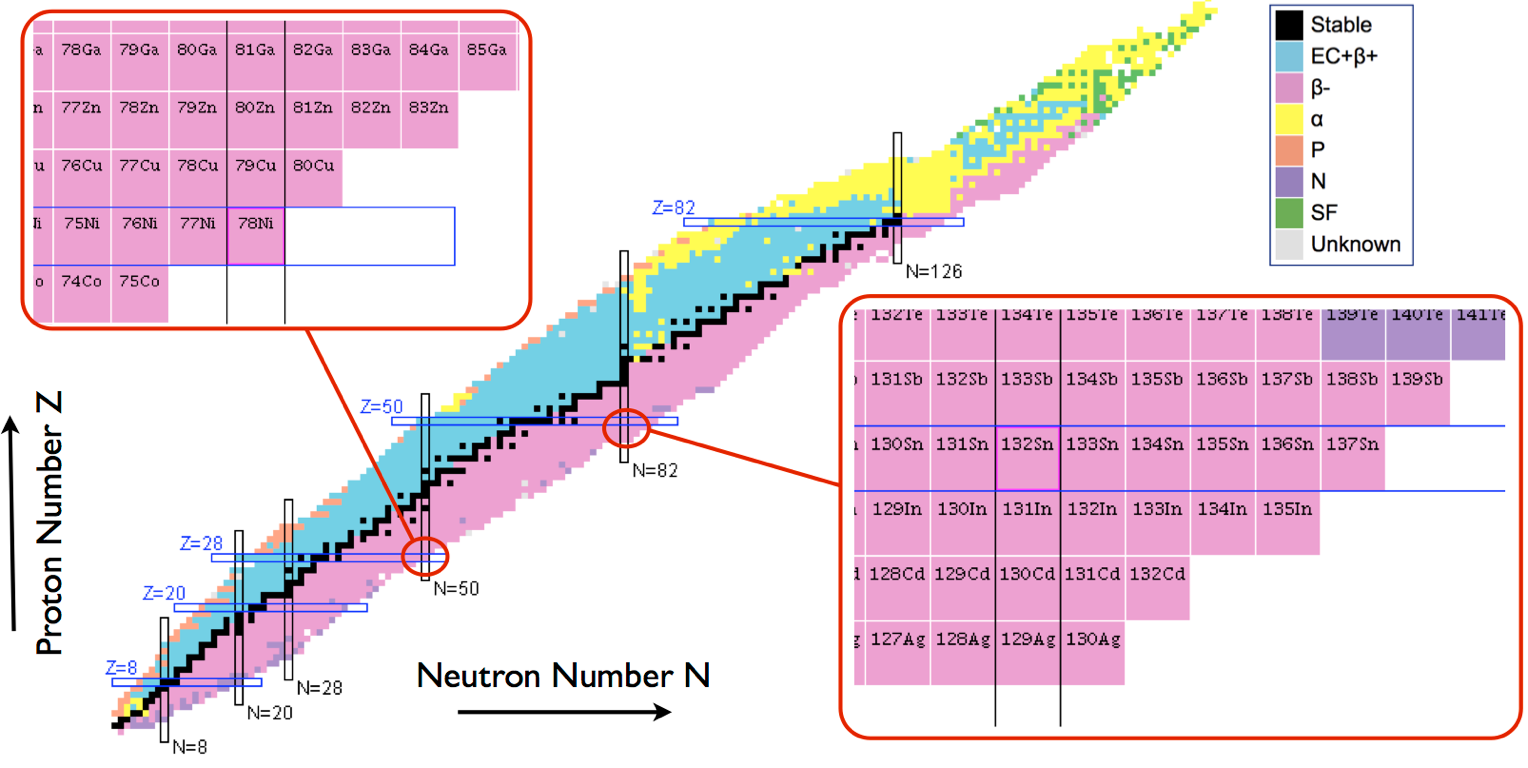 a 78Ga 79Ga 80Ga 81Ga 82Ga 83Ga 84Ga 85Ga
n 77Zn 78Zn 79Zn 80Zn 81Zn 82Zn 83Zn
u 76Cu 77Cu 78Cu 79Cu 80Cu
Ni 75Ni 76Ni 77Ni 78Ni
o 74Co 75Co
Stable
EC+β+
β-
α
P
N
SF
Unknown
Z=82
N=126
Z=50
N=82
Z=28
N=50
Z=20
N=28
Z=8
N=20
N=8
Proton Number Z
Neutron Number N
132Te 133Te 134Te 135Te 136Te 137Te 138Te 139Te 140Te 141Te
131Sb 132Sb 133Sb 134Sb 135Sb 136Sb 137Sb 138Sb 139Sb
130Sn 131Sn 132Sn 133Sn 134Sn 135Sn 136Sn 137Sn
129In 130In 131In 132In 133In 134In 135In
d 128Cd 129Cd 130Cd 131Cd 132Cd
g 127Ag 128Ag 129Ag 130Ag